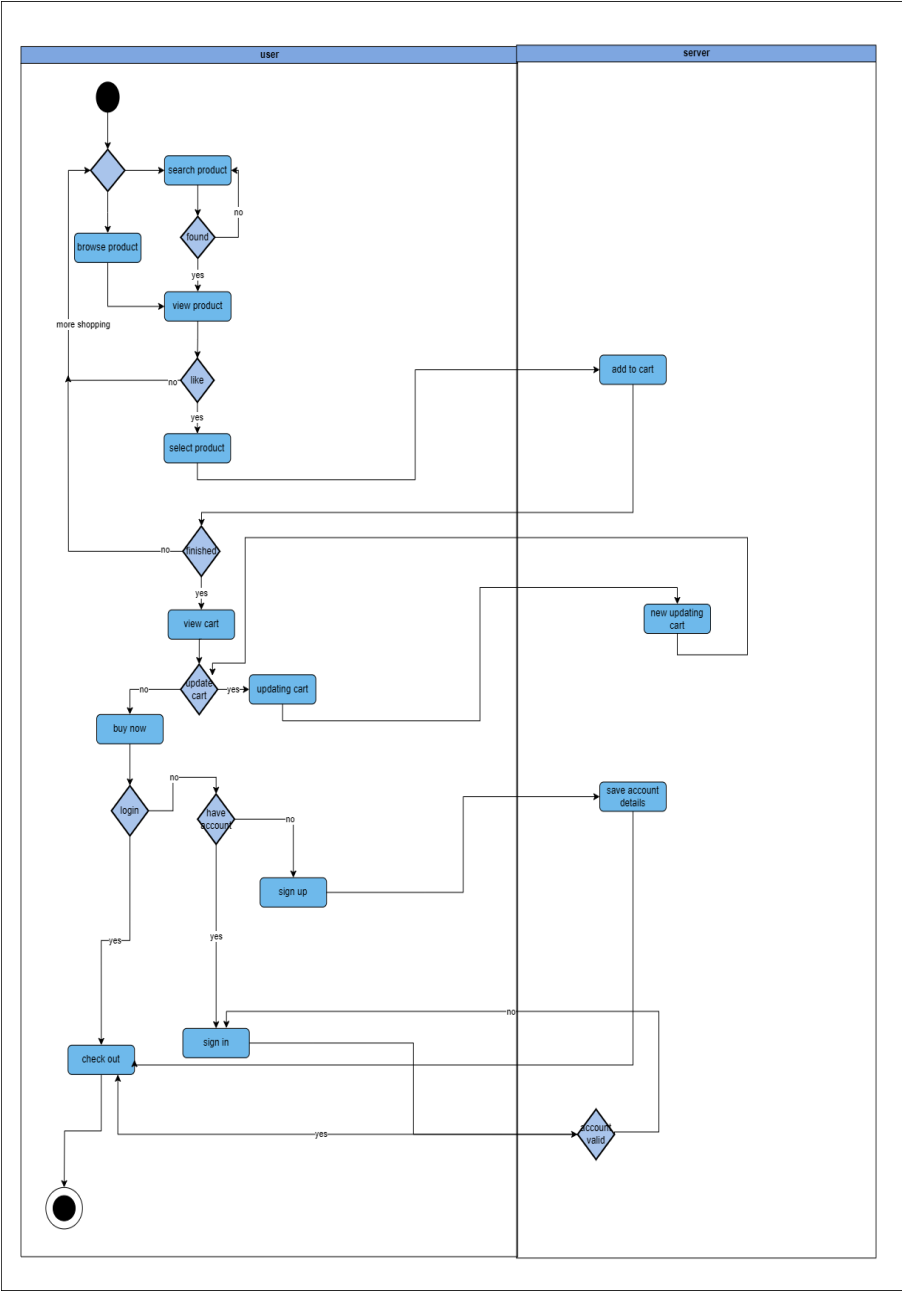 user
server
search product
no
found
browse product
yes
view product
more shopping
add to cart
no
like
yes
select product
no
finished
yes
view cart
new updating
cart
update
cart
no
yes
updating cart
buy now
no
login
have
account
save account
details
no
sign up
yes
yes
no
sign in
check out
account
valid
yes